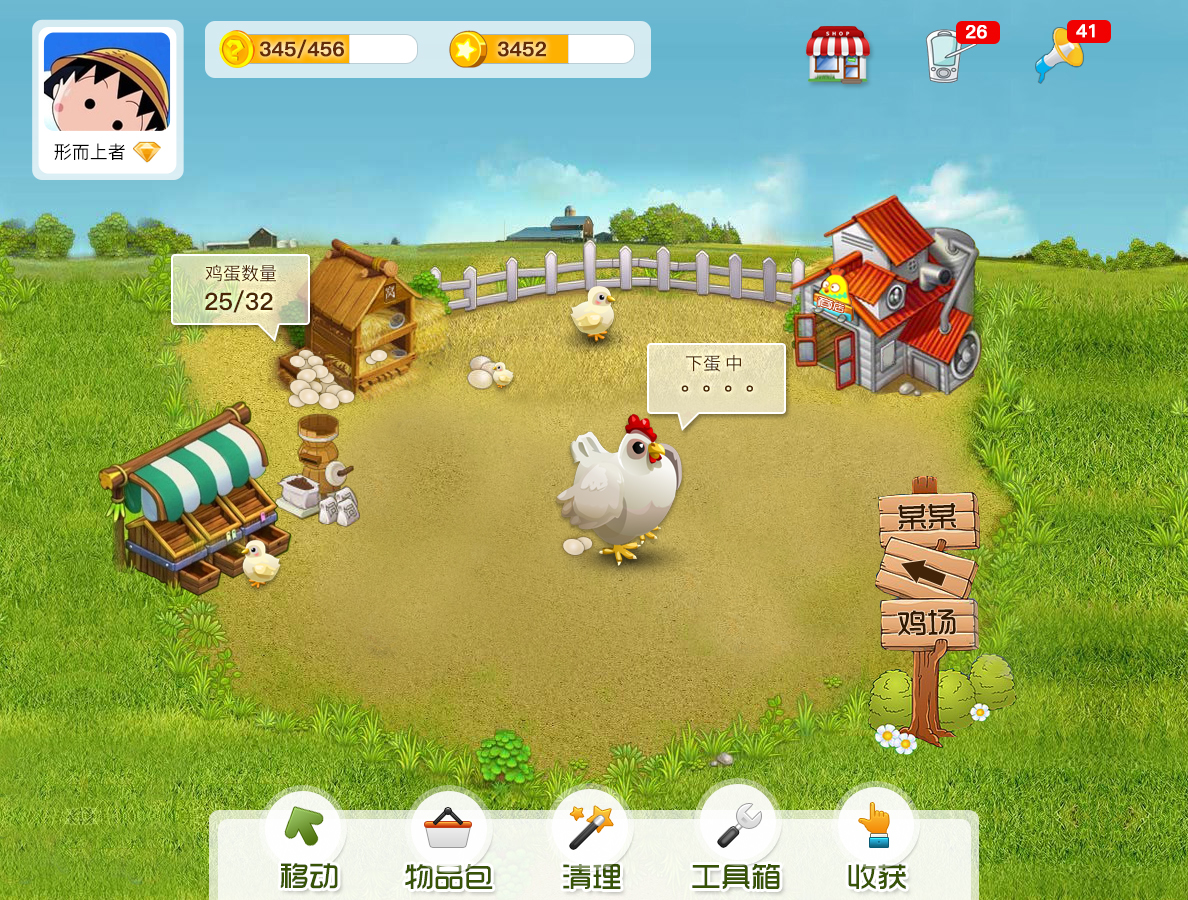 345/456
3452
SHOP
26
41
形而上者
鸡蛋数量
25/32
下蛋 中
某某
鸡场
移动
物品包
清理
工具箱
收获